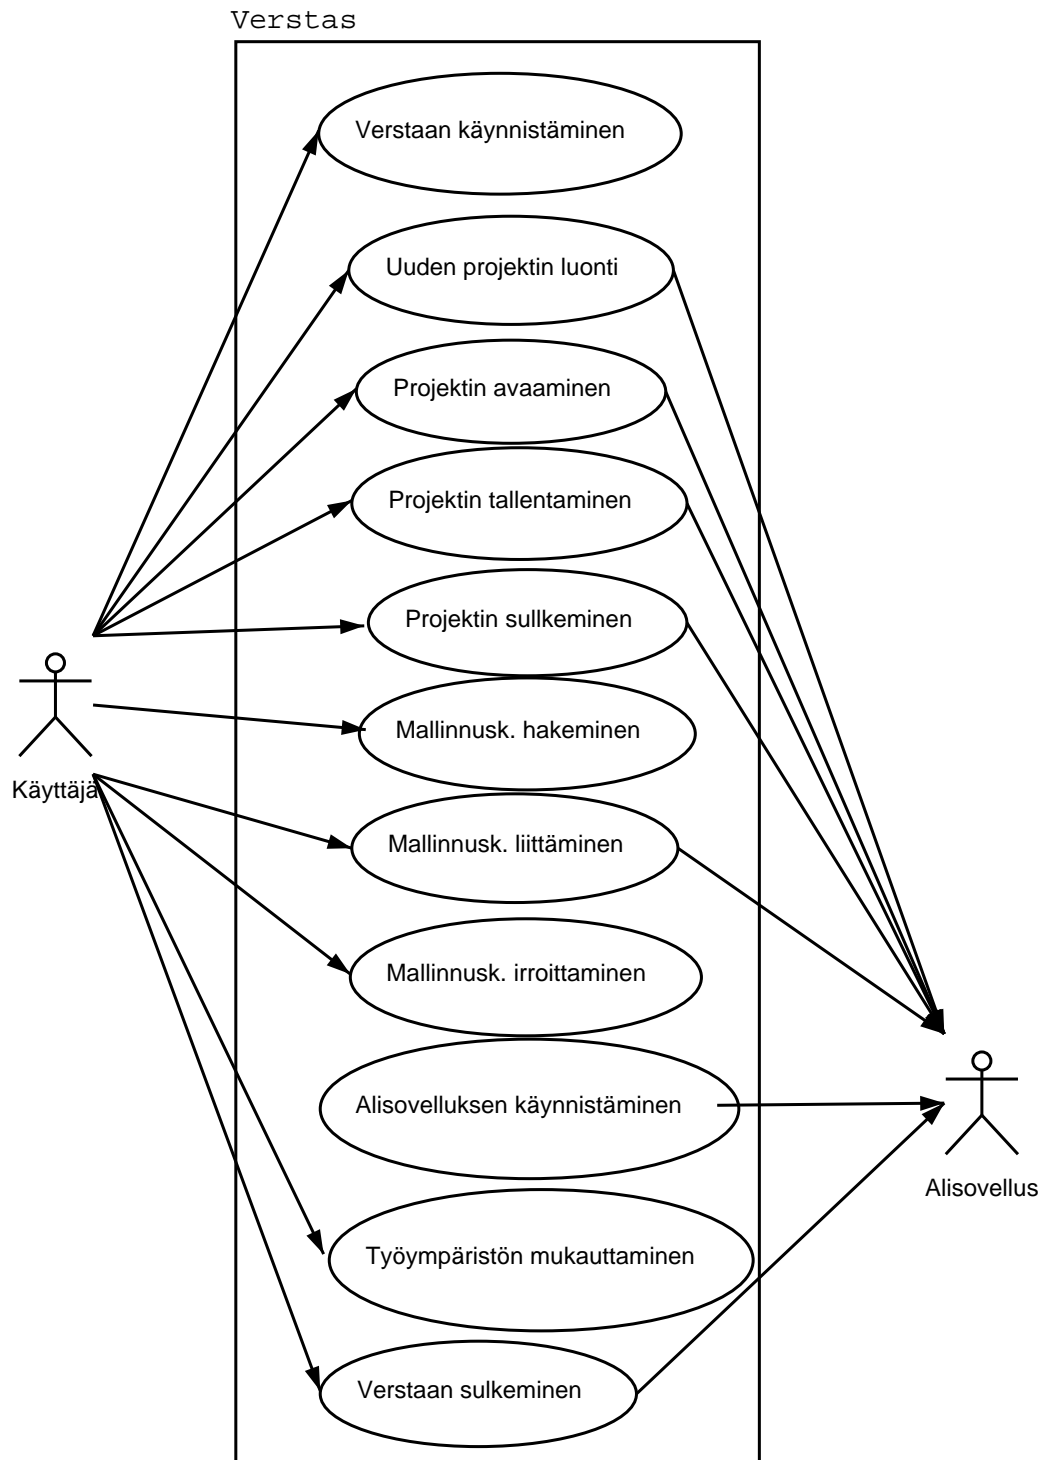 Verstas
Verstaan käynnistäminen
Uuden projektin luonti
Projektin avaaminen
Projektin tallentaminen
Projektin sullkeminen
Mallinnusk. hakeminen
Käyttäjä
Mallinnusk. liittäminen
Mallinnusk. irroittaminen
Alisovelluksen käynnistäminen
Alisovellus
Työympäristön mukauttaminen
Verstaan sulkeminen